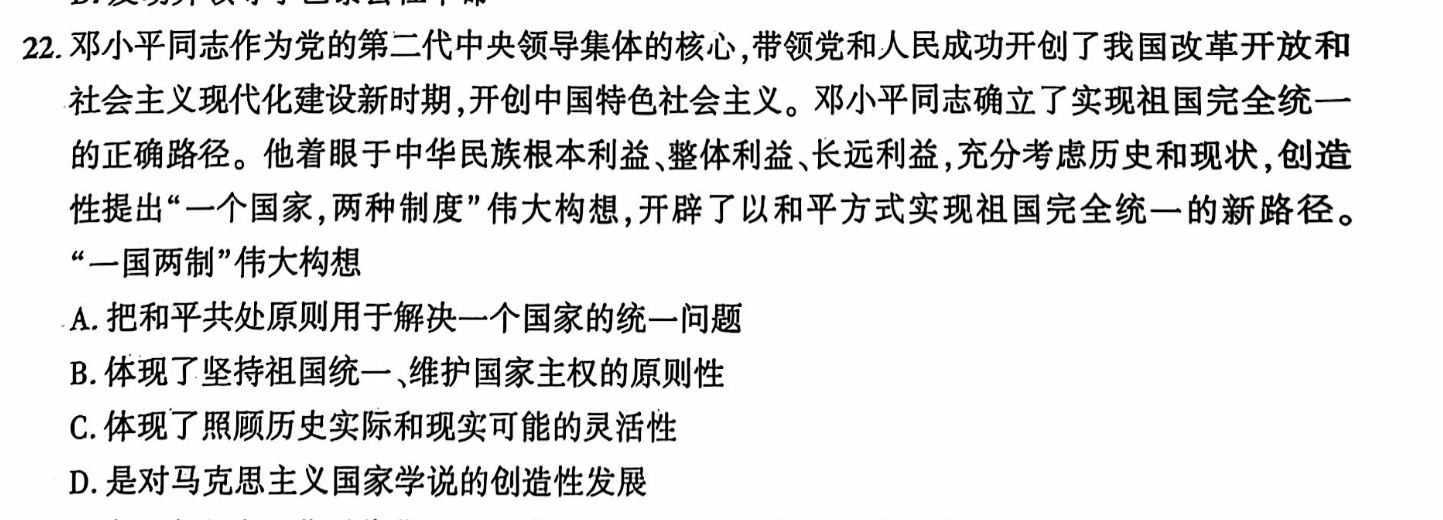 22. 邓小平同志作为党的第二代中央领导集体的核心,带领党和人民成功开创了我国改革开放和
社会主义现代化建设新时期,开创中国特色社会主义。邓小平同志确立了实现祖国完全统一
的正确路径。他着眼于中华民族根本利益、整体利益、长远利益,充分考虑历史和现状,创造
性提出“一个国家,两种制度”伟大构想,开辟了以和平方式实现祖国完全统一的新路径。
“一国两制”伟大构想
A. 把和平共处原则用于解决一个国家的统一问题
B. 体现了坚持祖国统一、维护国家主权的原则性
C. 体现了照顾历史实际和现实可能的灵活性
D. 是对马克思主义国家学说的创造性发展